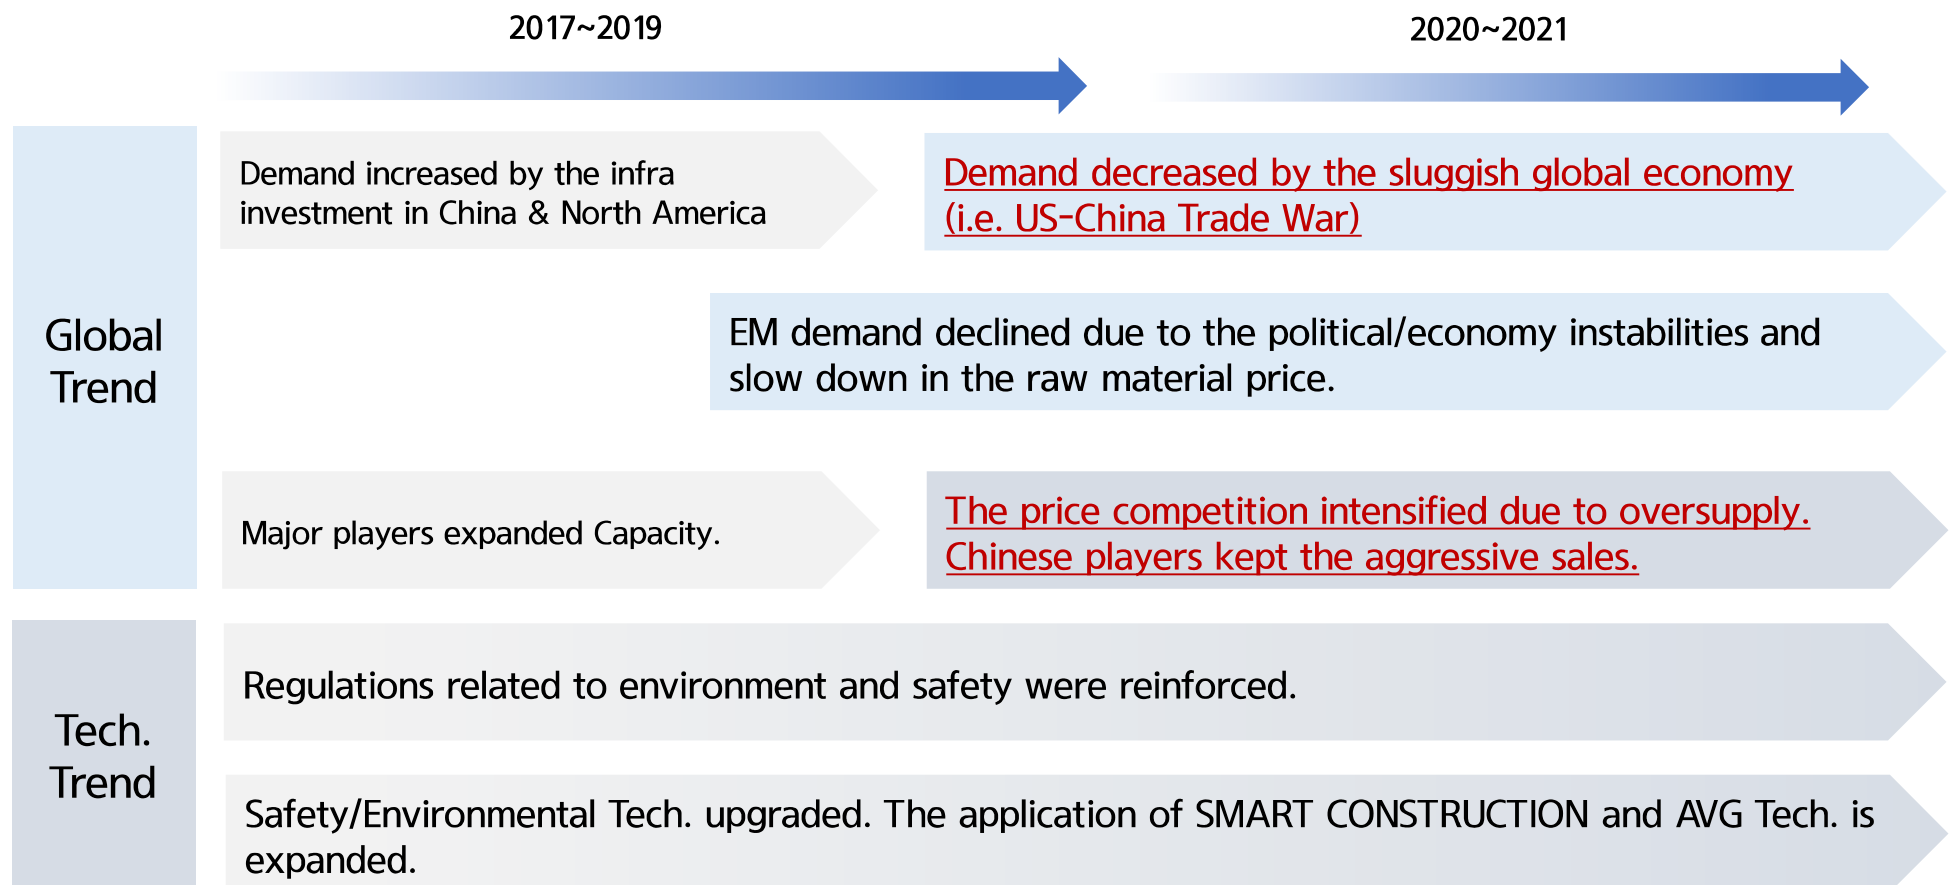 2017~2019
2020~2021
Global
Trend
Demand increased by the infra
investment in China & North America
Demand decreased by the sluggish global economy
(i.e. US-China Trade War)
EM demand declined due to the political/economy instabilities and
slow down in the raw material price.
Major players expanded Capacity.
The price competition intensified due to oversupply.
Chinese players kept the aggressive sales.
Tech.
Trend
Regulations related to environment and safety were reinforced.
Safety/Environmental Tech. upgraded. The application of SMART CONSTRUCTION and AVG Tech. is
expanded.